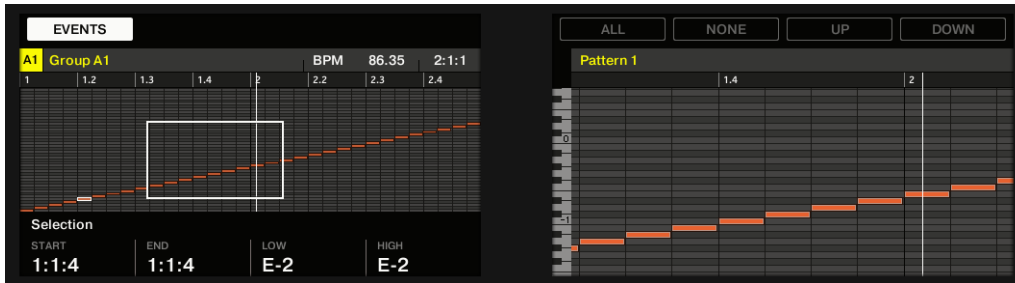 EVENTS
A1 Group A1 BPM 86.35 2:1:1
1 1.2 1.3 1.4 2 2.2 2.3 2.4
Selection
START END LOW HIGH
1:1:4 1:1:4 E-2 E-2
ALL NONE UP DOWN
Pattern 1
1.4 2
0
-1